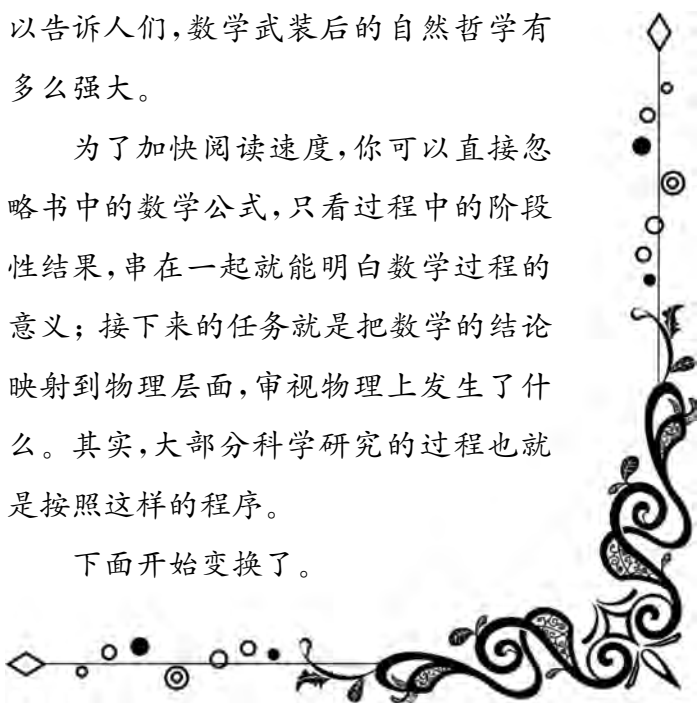 以告诉人们，数学武装后的自然哲学有
多么强大。
为了加快阅读速度，你可以直接忽
略书中的数学公式，只看过程中的阶段
性结果，串在一起就能明白数学过程的
意义；接下来的任务就是把数学的结论
映射到物理层面，审视物理上发生了什
么。其实，大部分科学研究的过程也就
是按照这样的程序。
下面开始变换了。